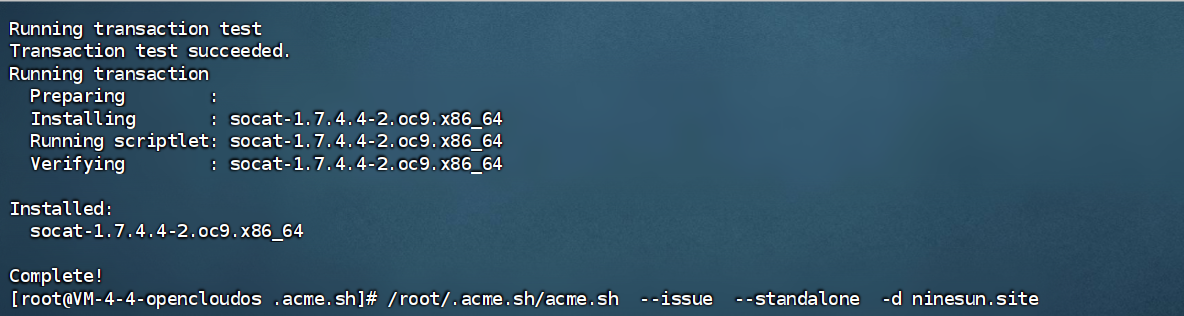 Running transaction test
Transaction test succeeded.
Running transaction
  Preparing        :
  Installing       : socat-1.7.4.4-2.oc9.x86_64
  Running scriptlet: socat-1.7.4.4-2.oc9.x86_64
  Verifying        : socat-1.7.4.4-2.oc9.x86_64

Installed:
  socat-1.7.4.4-2.oc9.x86_64

Complete!
[root@VM-4-4-opencloudos .acme.sh]# /root/.acme.sh/acme.sh  --issue  --standalone  -d ninesun.site